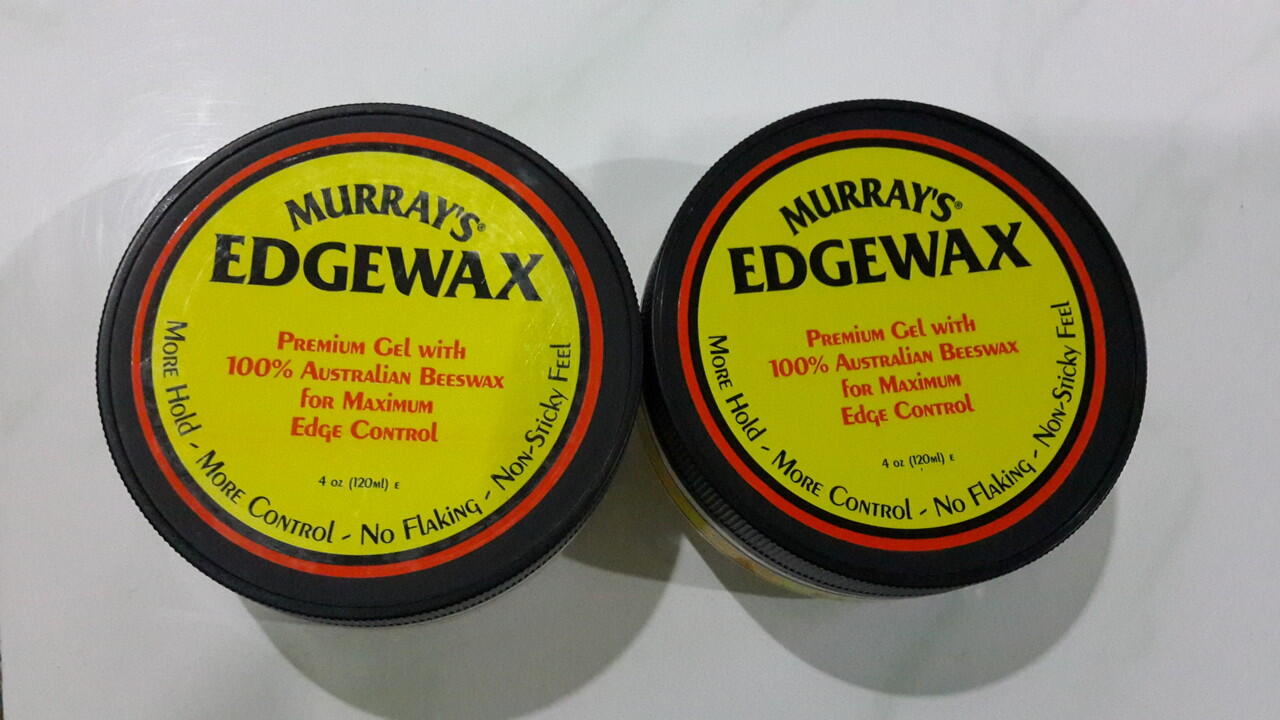 MURRAY'S®
EDGEWAX
PREMIUM GEL WITH
100% AUSTRALIAN BEESWAX
FOR MAXIMUM
EDGE CONTROL
4 oz (120ml) E
MORE HOLD - MORE CONTROL - NO FLAKING - NON-STICKY FEEL
MURRAY'S®
EDGEWAX
PREMIUM GEL WITH
100% AUSTRALIAN BEESWAX
FOR MAXIMUM
EDGE CONTROL
4 oz (120ml) E
MORE HOLD - MORE CONTROL - NO FLAKING - NON-STICKY FEEL